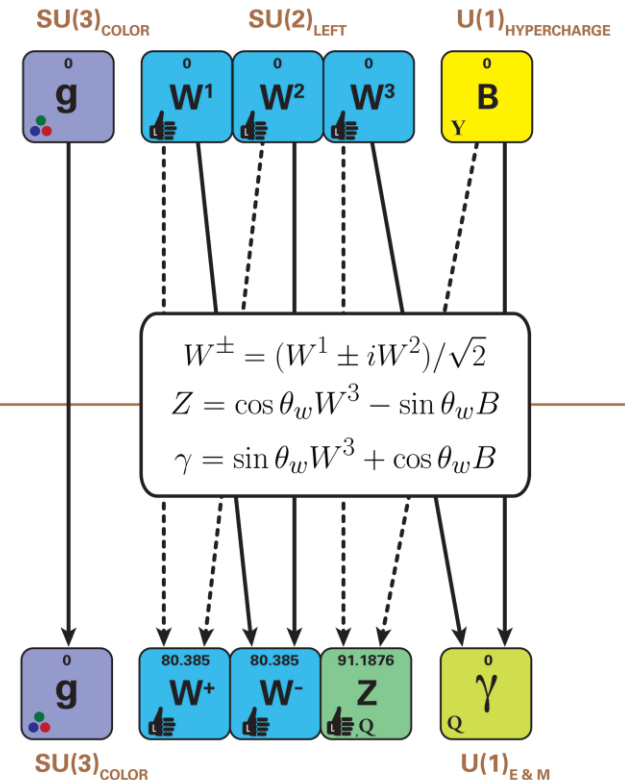 SU(3)COLOR SU(2)LEFT U(1)HYPERCHARGE
0 0 0 0 0
g W¹ W² W³ B
L L L Y
W± = (W¹ ± iW²)/√2
Z = cos θw W³ − sin θw B
γ = sin θw W³ + cos θw B
0 80.385 80.385 91.1876 0
g W⁺ W⁻ Z γ
L L L, Q Q
SU(3)COLOR U(1)E & M